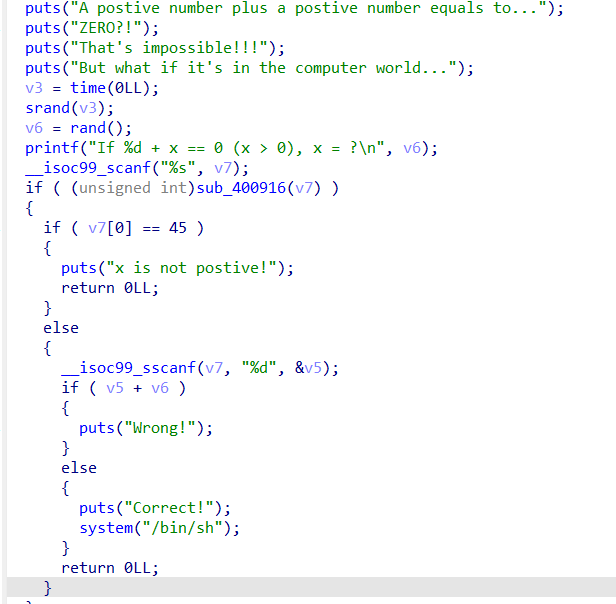 puts("A postive number plus a postive number equals to...");
puts("ZERO?!");
puts("That's impossible!!!");
puts("But what if it's in the computer world...");
v3 = time(0LL);
srand(v3);
v6 = rand();
printf("If %d + x == 0 (x > 0), x = ?\n", v6);
__isoc99_scanf("%s", v7);
if ( (unsigned int)sub_400916(v7) )
{
if ( v7[0] == 45 )
{
puts("x is not postive!");
return 0LL;
}
else
{
__isoc99_sscanf(v7, "%d", &v5);
if ( v5 + v6 )
{
puts("Wrong!");
}
else
{
puts("Correct!");
system("/bin/sh");
}
return 0LL;
}